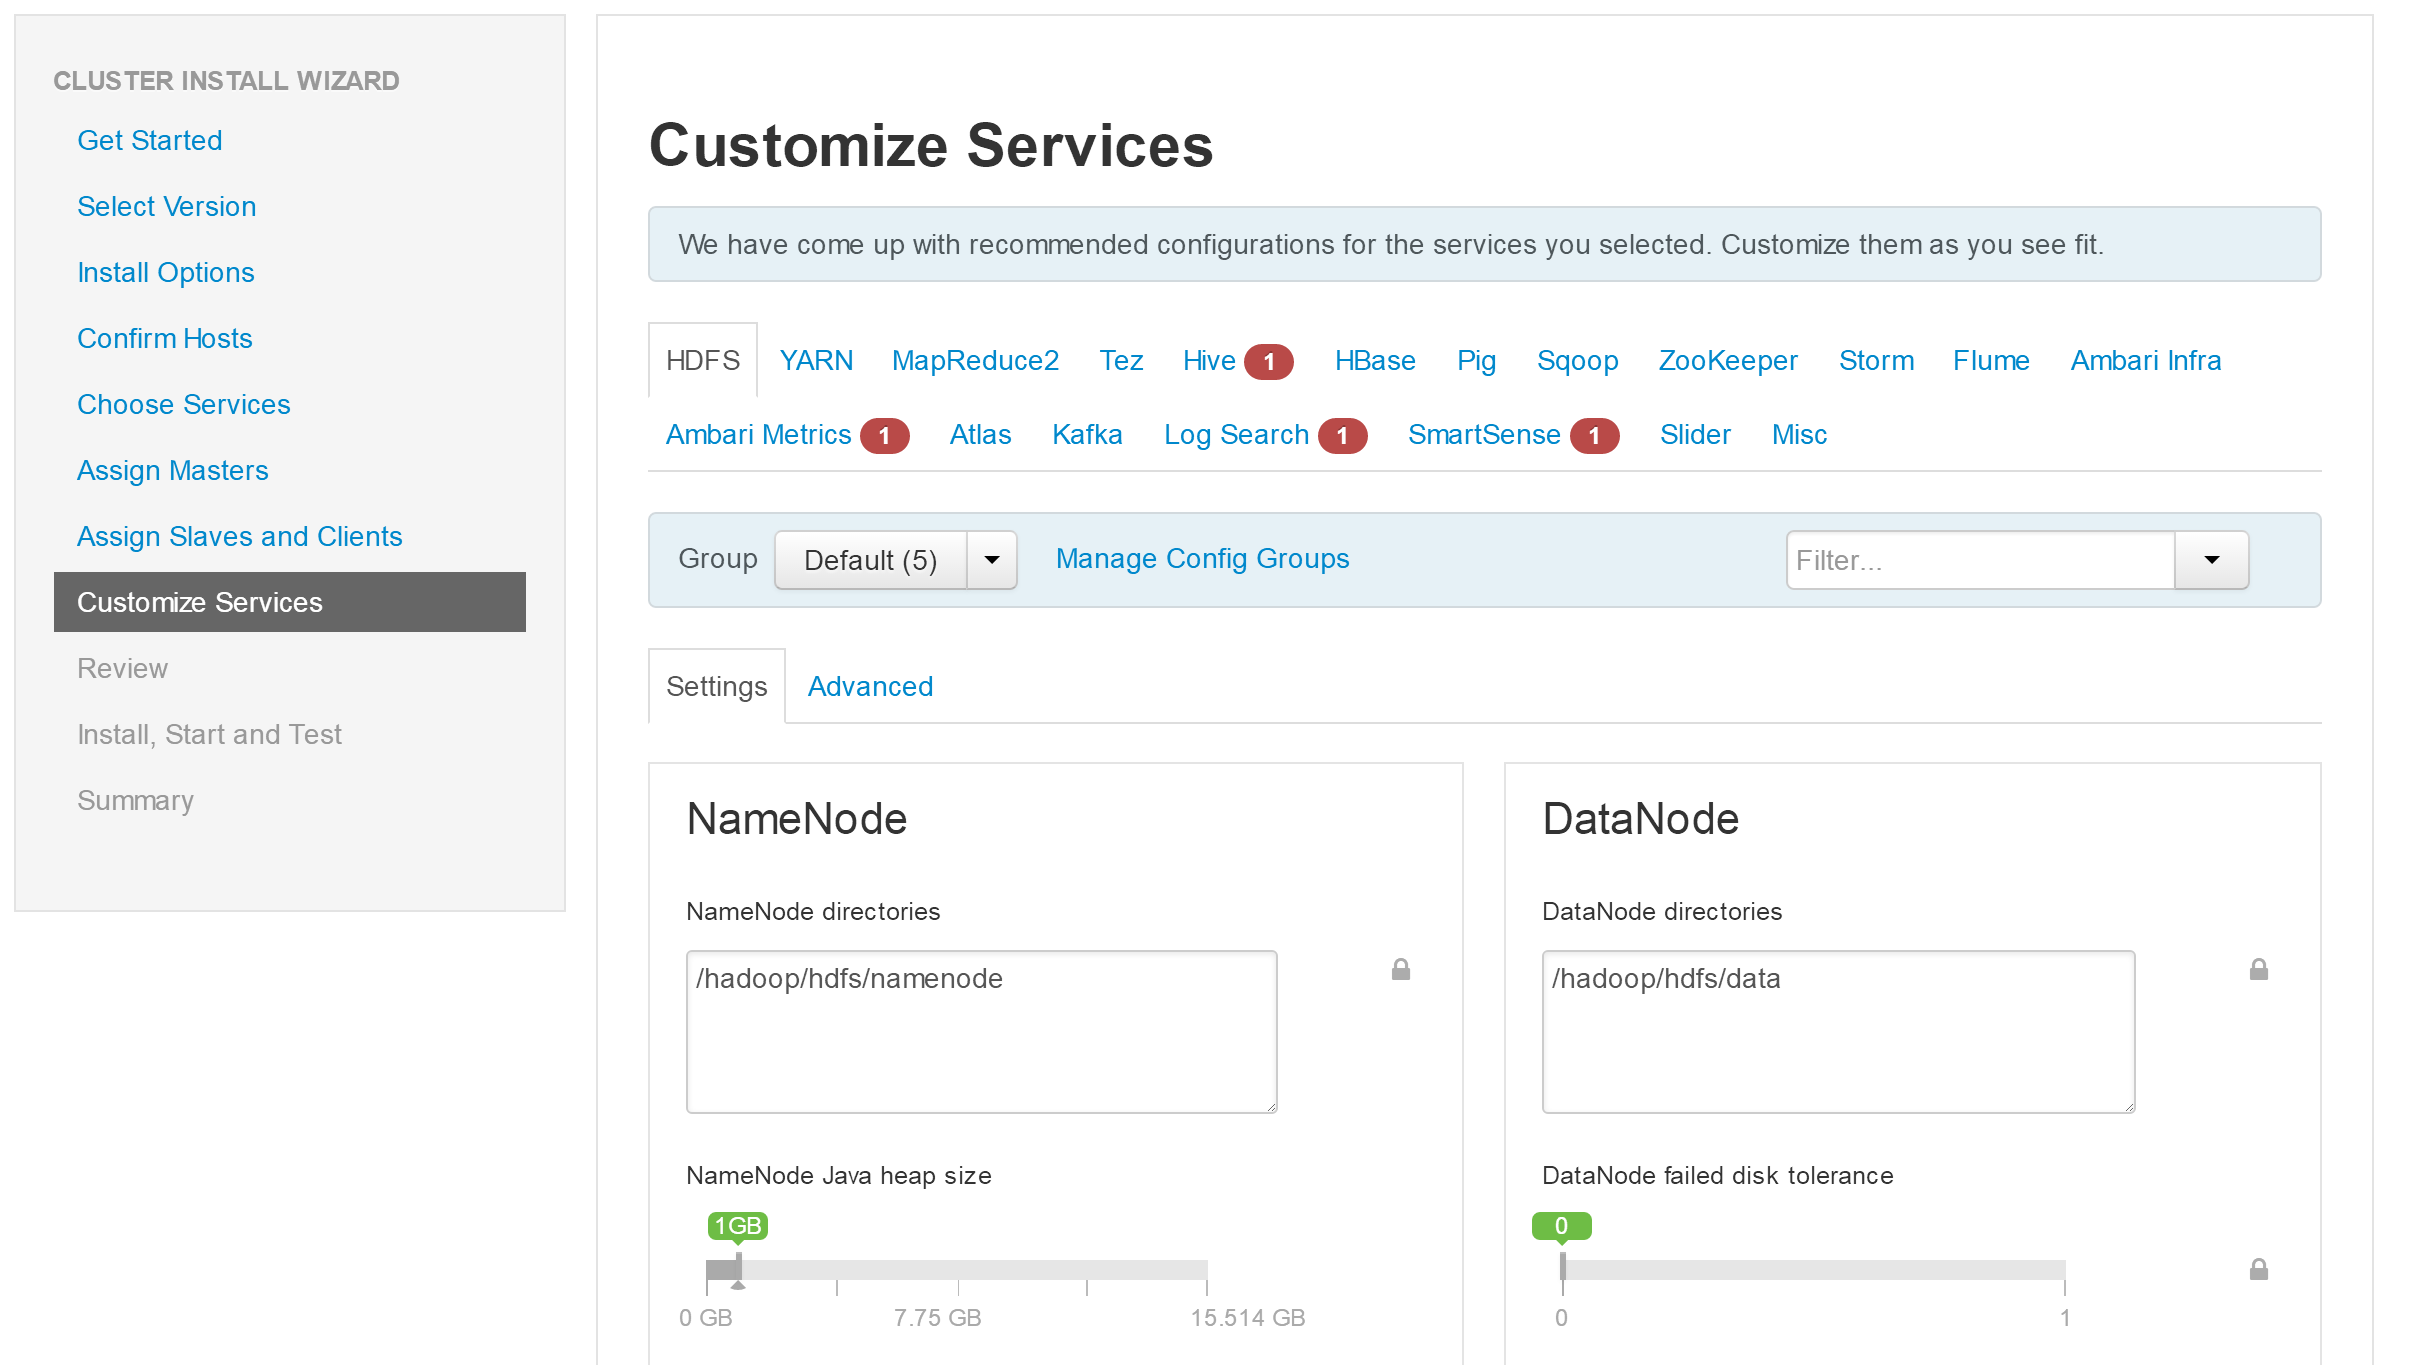 CLUSTER INSTALL WIZARD
Get Started
Select Version
Install Options
Confirm Hosts
Choose Services
Assign Masters
Assign Slaves and Clients
Customize Services
Review
Install, Start and Test
Summary
Customize Services
We have come up with recommended configurations for the services you selected. Customize them as you see fit.
HDFS YARN MapReduce2 Tez Hive 1 HBase Pig Sqoop ZooKeeper Storm Flume Ambari Infra
Ambari Metrics 1 Atlas Kafka Log Search 1 SmartSense 1 Slider Misc
Group Default (5) Manage Config Groups Filter...
Settings Advanced
NameNode
NameNode directories
/hadoop/hdfs/namenode
NameNode Java heap size
1GB
0 GB 7.75 GB 15.514 GB
DataNode
DataNode directories
/hadoop/hdfs/data
DataNode failed disk tolerance
0
0 1